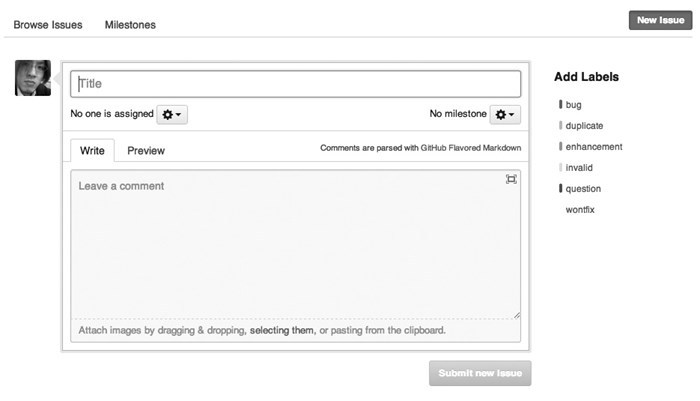 Browse Issues Milestones New Issue
Title
No one is assigned No milestone
Write Preview Comments are parsed with GitHub Flavored Markdown
Leave a comment
Attach images by dragging & dropping, selecting them, or pasting from the clipboard.
Submit new issue
Add Labels
bug
duplicate
enhancement
invalid
question
wontfix